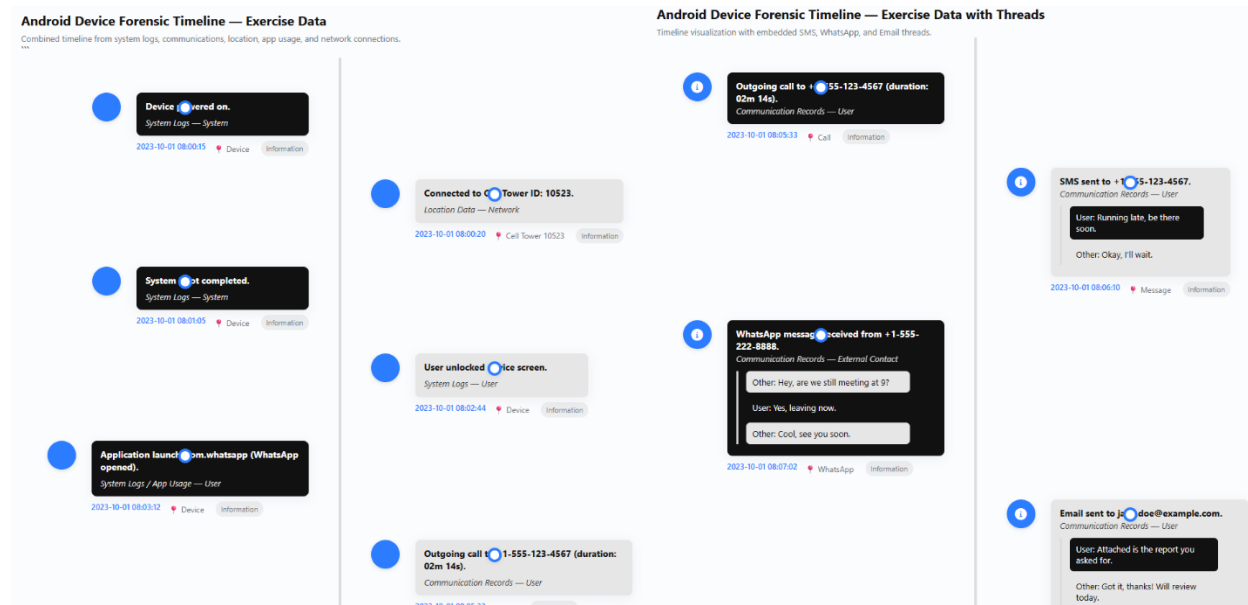 Android Device Forensic Timeline — Exercise Data
Combined timeline from system logs, communications, location, app usage, and network connections.
```
Device vered on.
System Logs — System
2023-10-01 08:00:15 Device Information
Connected to Tower ID: 10523.
Location Data — Network
2023-10-01 08:00:20 Cell Tower 10523 Information
System t completed.
System Logs — System
2023-10-01 08:01:05 Device Information
User unlocked ice screen.
System Logs — User
2023-10-01 08:02:44 Device Information
Application launch om.whatsapp (WhatsApp
opened).
System Logs / App Usage — User
2023-10-01 08:03:12 Device Information
Outgoing call t 1-555-123-4567 (duration:
02m 14s).
Communication Records — User
Android Device Forensic Timeline — Exercise Data with Threads
Timeline visualization with embedded SMS, WhatsApp, and Email threads.
Outgoing call to + 55-123-4567 (duration:
02m 14s).
Communication Records — User
2023-10-01 08:05:33 Call Information
SMS sent to +1 5-123-4567.
Communication Records — User
User: Running late, be there
soon.
Other: Okay, I'll wait.
2023-10-01 08:06:10 Message Information
WhatsApp messag eceived from +1-555-
222-8888.
Communication Records — External Contact
Other: Hey, are we still meeting at 9?
User: Yes, leaving now.
Other: Cool, see you soon.
2023-10-01 08:07:02 WhatsApp Information
Email sent to ja doe@example.com.
Communication Records — User
User: Attached is the report you
asked for.
Other: Got it, thanks! Will review
today.